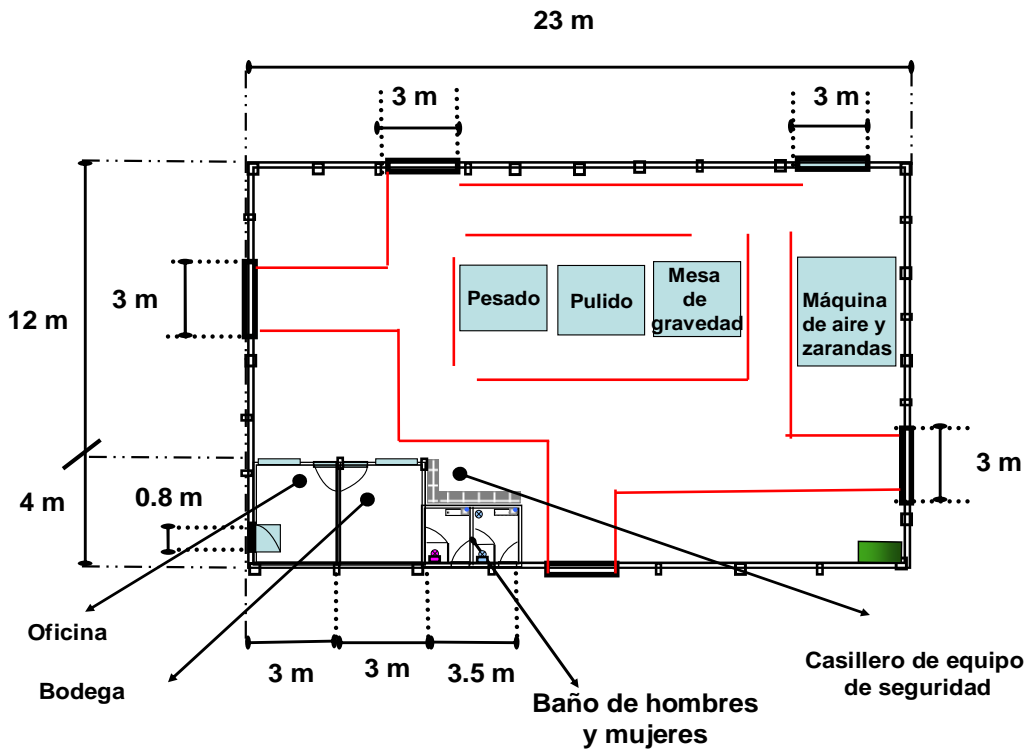 23 m
3 m
3 m
3 m
12 m
Pesado
Pulido
Mesa
de
gravedad
Máquina
de aire y
zarandas
4 m
0.8 m
3 m
Oficina
Bodega
3 m
3 m
3.5 m
Baño de hombres
y mujeres
Casillero de equipo
de seguridad